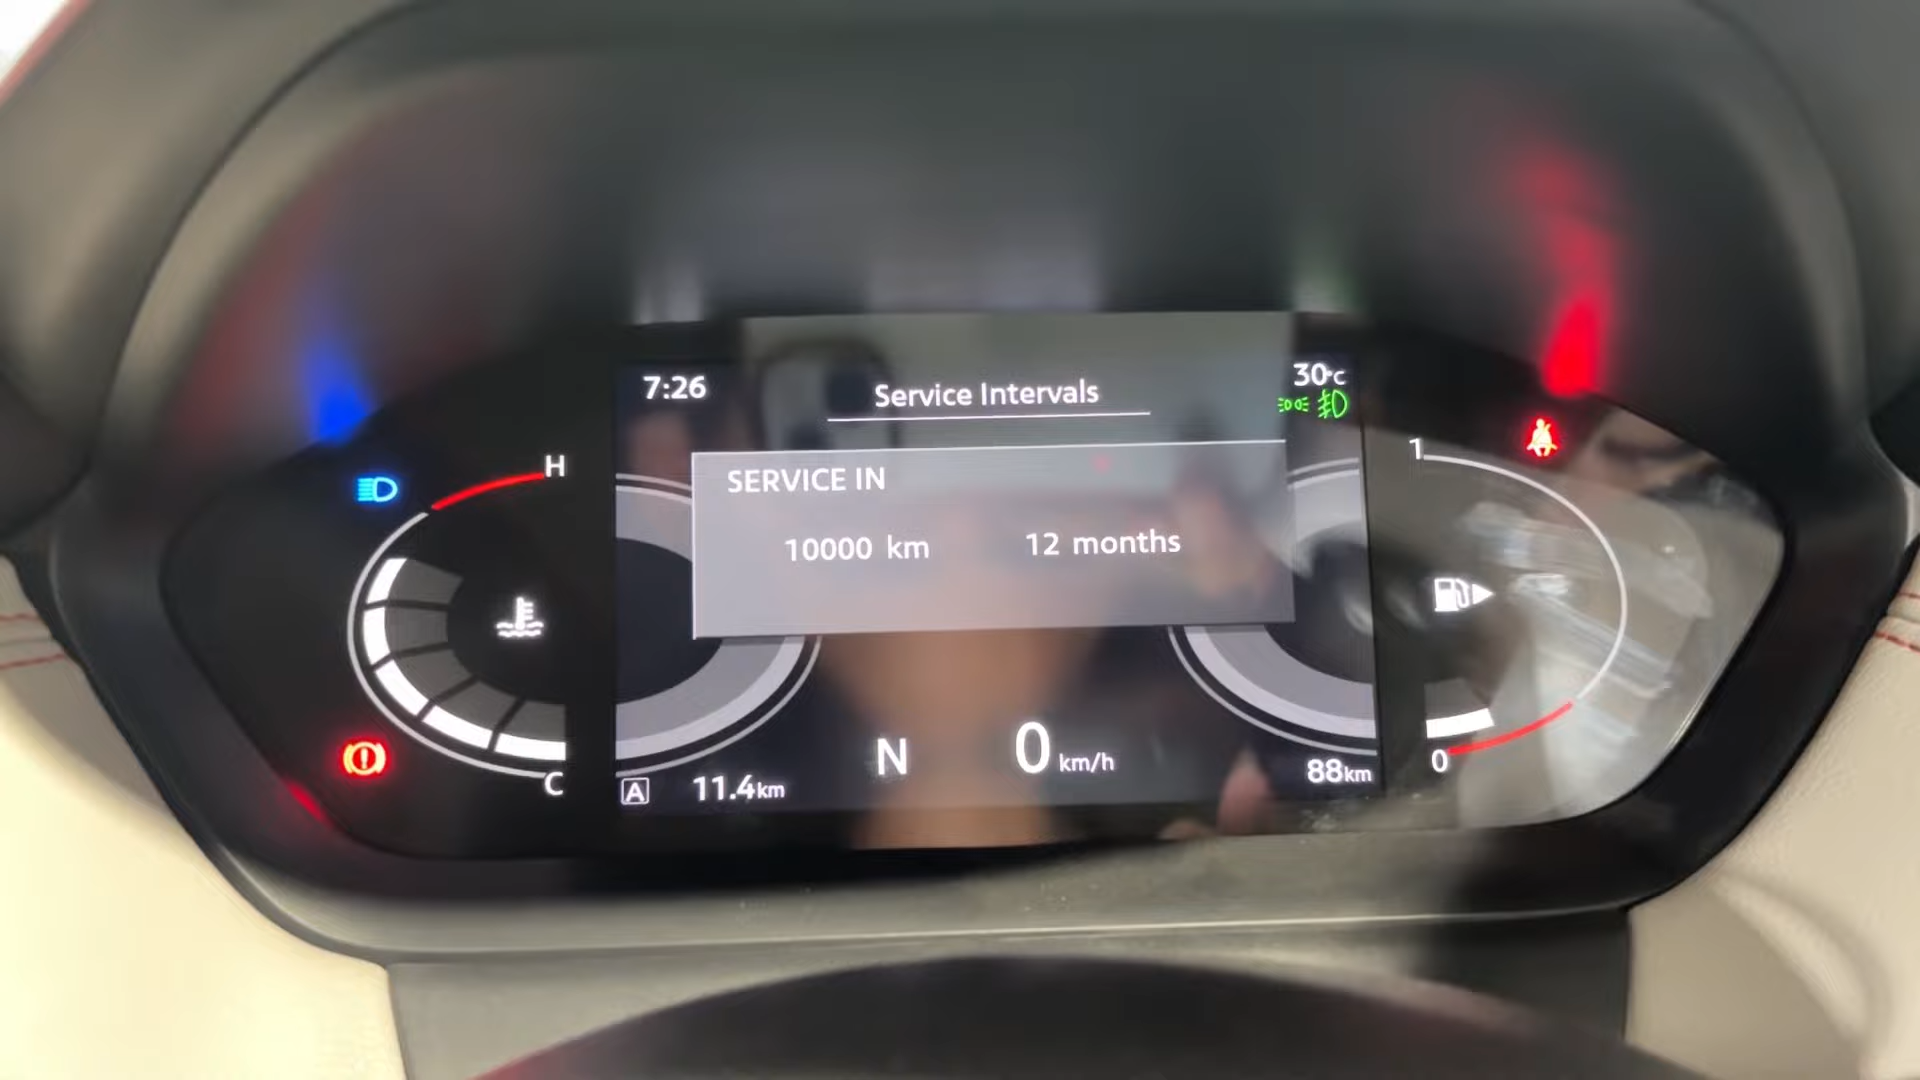 7:26
Service Intervals
30°C
H
1
SERVICE IN
10000 km
12 months
N
0 km/h
C
A
11.4km
88km
0